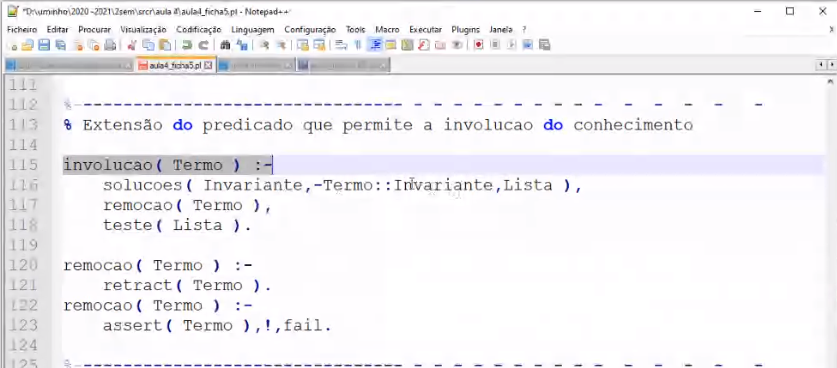 *D:\uminho\2020 -2021\2sem\srcr\aula 4\aula4_ficha5.pl - Notepad++
Ficheiro Editar Procurar Visualização Codificação Linguagem Configuração Tools Macro Executar Plugins Janela ?
aula4_ficha5.pl
111
112 %-------------------------------- - - - - - - - - - - - - - - -
113 % Extensão do predicado que permite a involucao do conhecimento
114
115 involucao( Termo ) :-
116 solucoes( Invariante,-Termo::Invariante,Lista ),
117 remocao( Termo ),
118 teste( Lista ).
119
120 remocao( Termo ) :-
121 retract( Termo ).
122 remocao( Termo ) :-
123 assert( Termo ),!,fail.
124
125 %-------------------------------- - - - - - - - - - - - - - - -